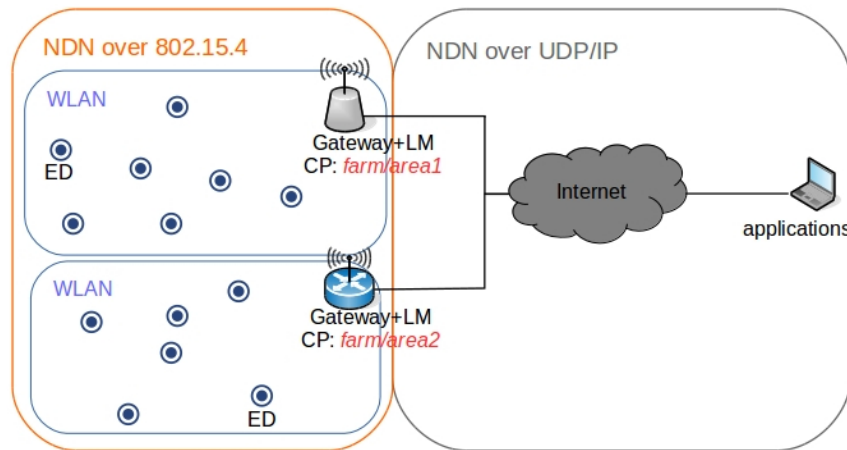 NDN over 802.15.4
NDN over UDP/IP
WLAN
ED
Gateway+LM
CP: farm/area1
Internet
applications
WLAN
Gateway+LM
CP: farm/area2
ED